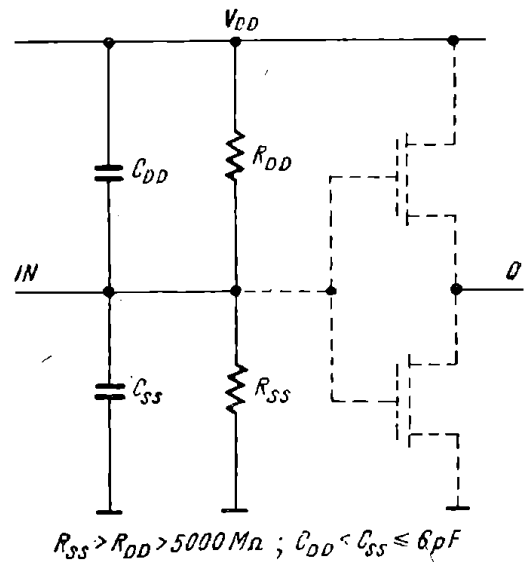 V_DD
C_DD
R_DD
IN
Q
C_SS
R_SS
R_SS > R_DD > 5000 MΩ ; C_DD < C_SS ≤ 6pF